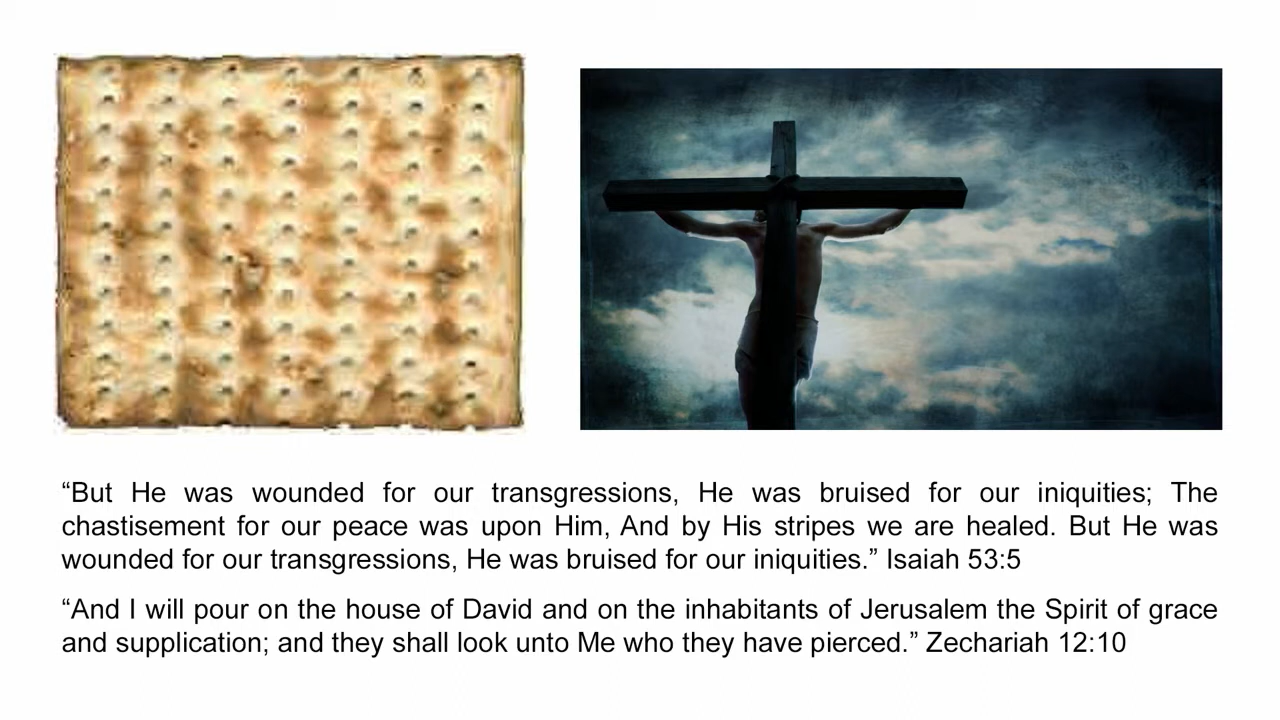 “But He was wounded for our transgressions, He was bruised for our iniquities; The
chastisement for our peace was upon Him, And by His stripes we are healed. But He was
wounded for our transgressions, He was bruised for our iniquities.” Isaiah 53:5
“And I will pour on the house of David and on the inhabitants of Jerusalem the Spirit of grace
and supplication; and they shall look unto Me who they have pierced.” Zechariah 12:10